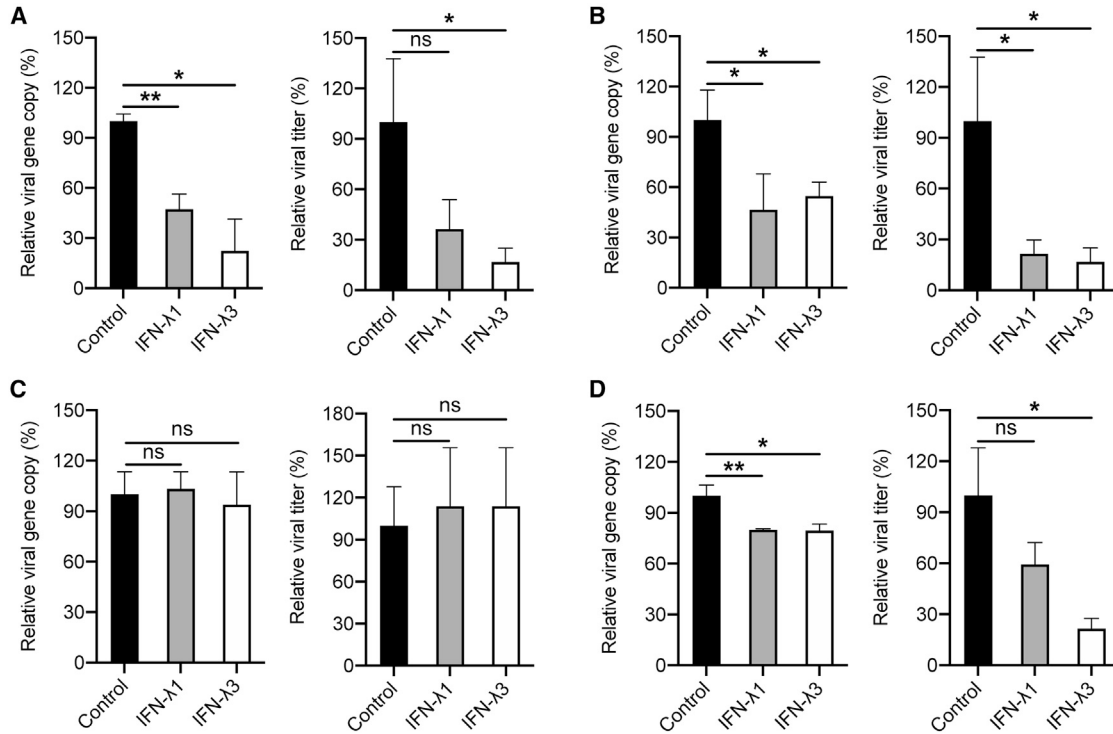 A
Relative viral gene copy (%)
150
120
90
60
30
0
*
**
Control
IFN-λ1
IFN-λ3
Relative viral titer (%)
150
120
90
60
30
0
*
ns
Control
IFN-λ1
IFN-λ3
B
Relative viral gene copy (%)
150
120
90
60
30
0
*
*
Control
IFN-λ1
IFN-λ3
Relative viral titer (%)
150
120
90
60
30
0
*
*
Control
IFN-λ1
IFN-λ3
C
Relative viral gene copy (%)
150
120
90
60
30
0
ns
ns
Control
IFN-λ1
IFN-λ3
Relative viral titer (%)
180
150
120
90
60
30
0
ns
ns
Control
IFN-λ1
IFN-λ3
D
Relative viral gene copy (%)
150
120
90
60
30
0
*
**
Control
IFN-λ1
IFN-λ3
Relative viral titer (%)
150
120
90
60
30
0
*
ns
Control
IFN-λ1
IFN-λ3